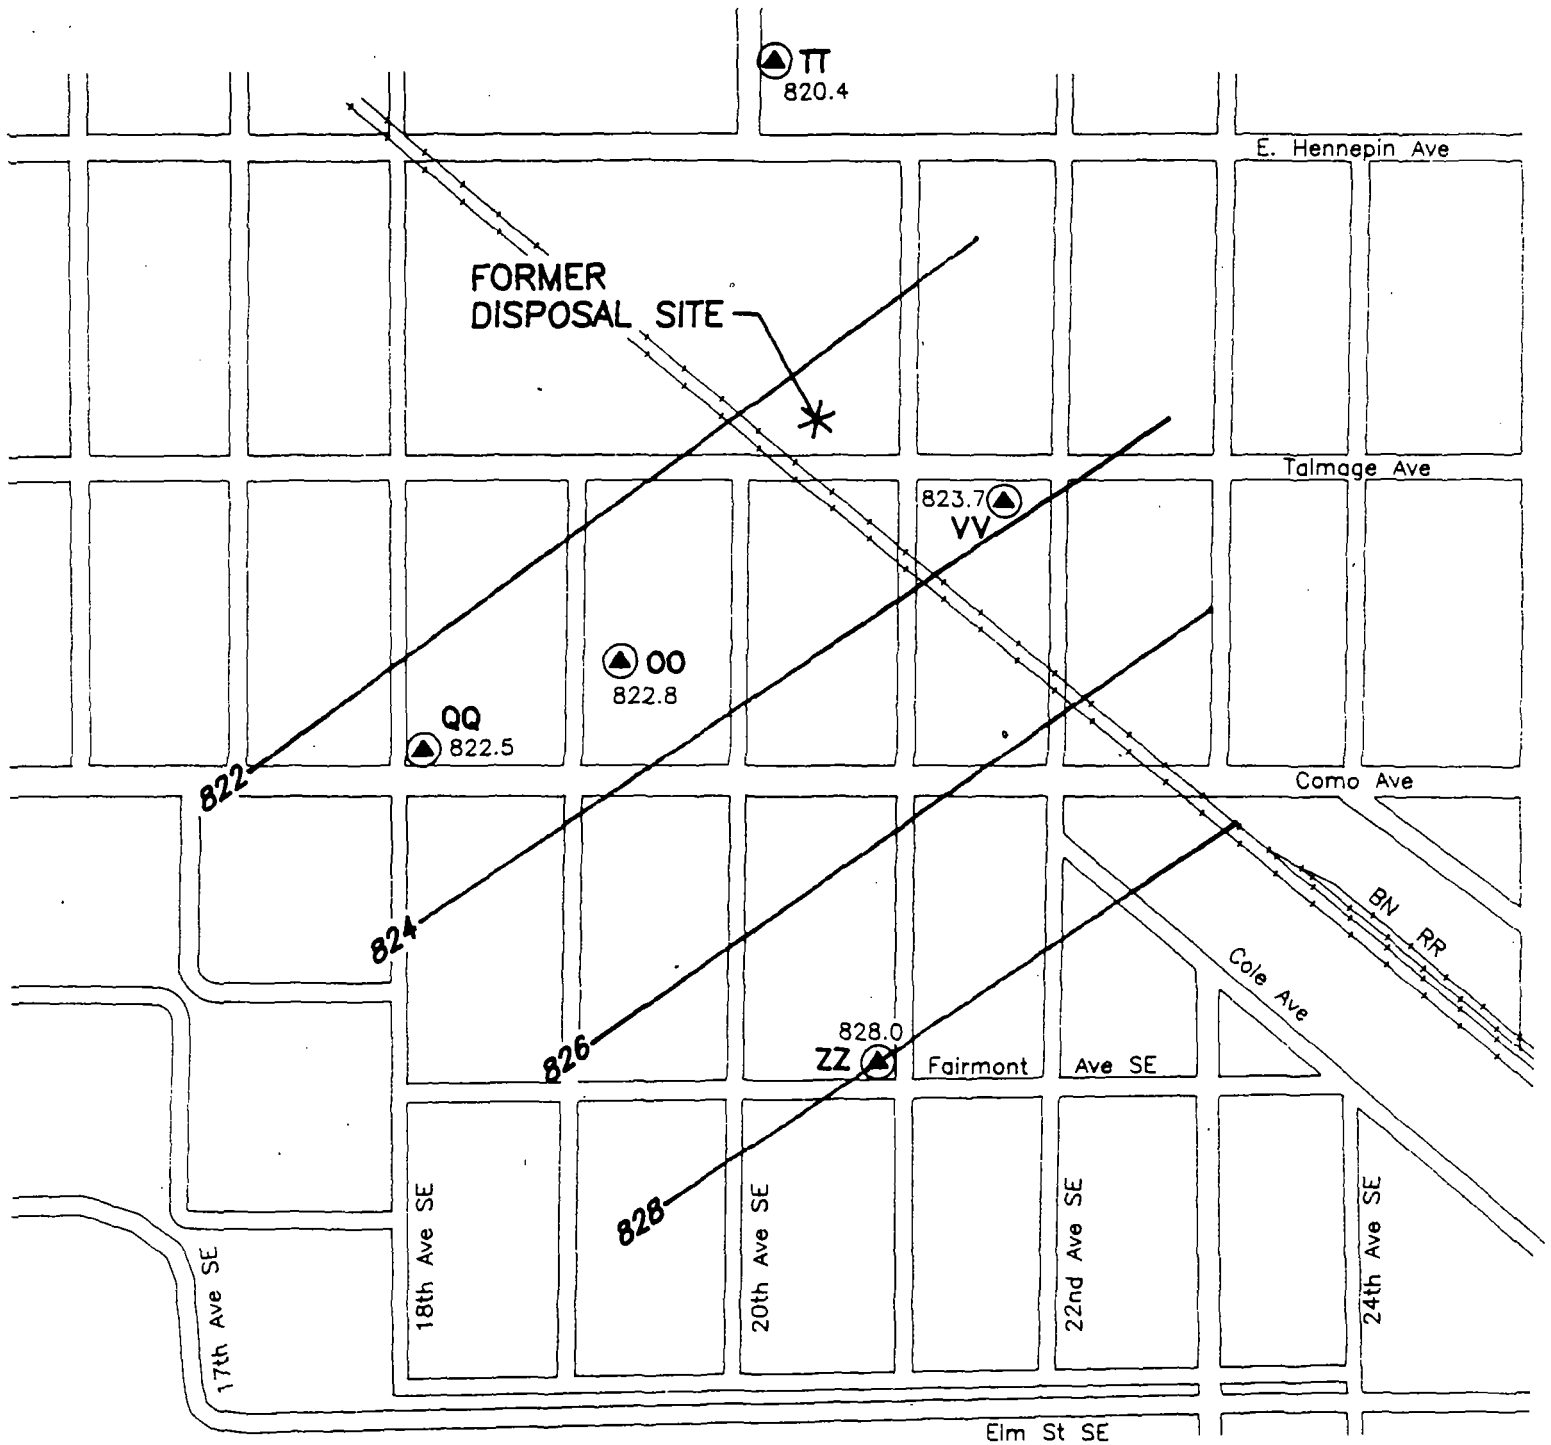 TT
820.4
E. Hennepin Ave
FORMER
DISPOSAL SITE
Talmage Ave
823.7
VV
OO
822.8
QQ
822.5
822
Como Ave
824
BN RR
Cole Ave
826
828.0
ZZ
Fairmont Ave SE
828
17th Ave SE
18th Ave SE
20th Ave SE
22nd Ave SE
24th Ave SE
Elm St SE